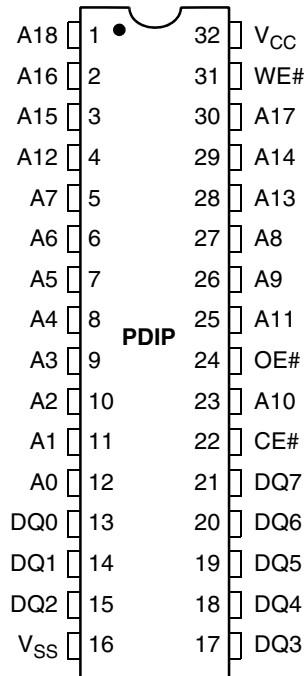 A18 1 32 VCC
A16 2 31 WE#
A15 3 30 A17
A12 4 29 A14
A7 5 28 A13
A6 6 27 A8
A5 7 26 A9
A4 8 25 A11
PDIP
A3 9 24 OE#
A2 10 23 A10
A1 11 22 CE#
A0 12 21 DQ7
DQ0 13 20 DQ6
DQ1 14 19 DQ5
DQ2 15 18 DQ4
VSS 16 17 DQ3